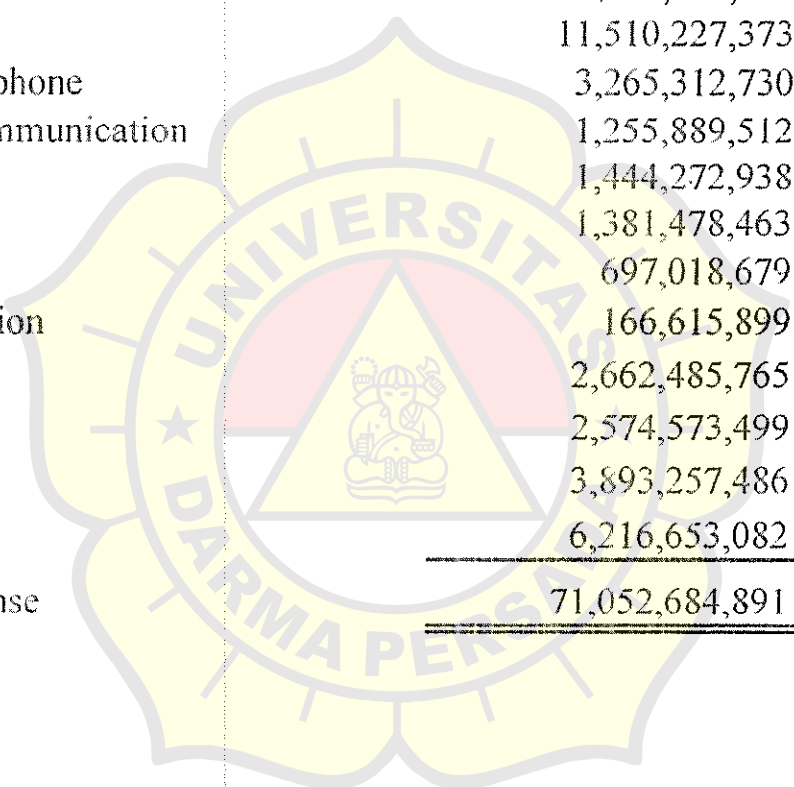 11,510,227,373
phone 3,265,312,730
mmunication 1,255,889,512
1,444,272,938
1,381,478,463
697,018,679
ion 166,615,899
2,662,485,765
2,574,573,499
3,893,257,486
6,216,653,082
nse 71,052,684,891
UNIVERSITAS
DARMA PERSADA